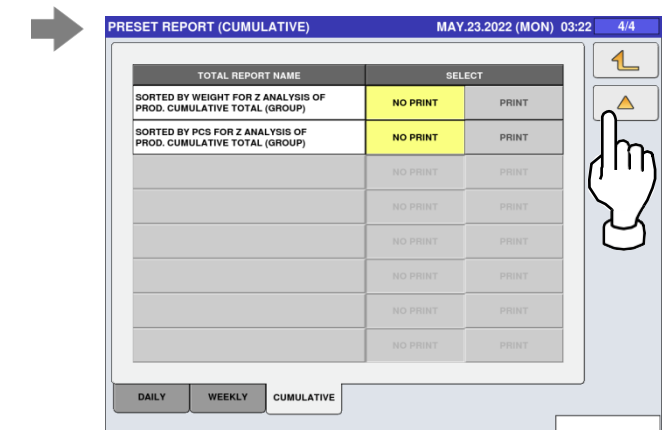 PRESET REPORT (CUMULATIVE) MAY.23.2022 (MON) 03:22 4/4
TOTAL REPORT NAME SELECT
SORTED BY WEIGHT FOR Z ANALYSIS OF
PROD. CUMULATIVE TOTAL (GROUP) NO PRINT PRINT
SORTED BY PCS FOR Z ANALYSIS OF
PROD. CUMULATIVE TOTAL (GROUP) NO PRINT PRINT
NO PRINT PRINT
NO PRINT PRINT
NO PRINT PRINT
NO PRINT PRINT
NO PRINT PRINT
NO PRINT PRINT
DAILY WEEKLY CUMULATIVE